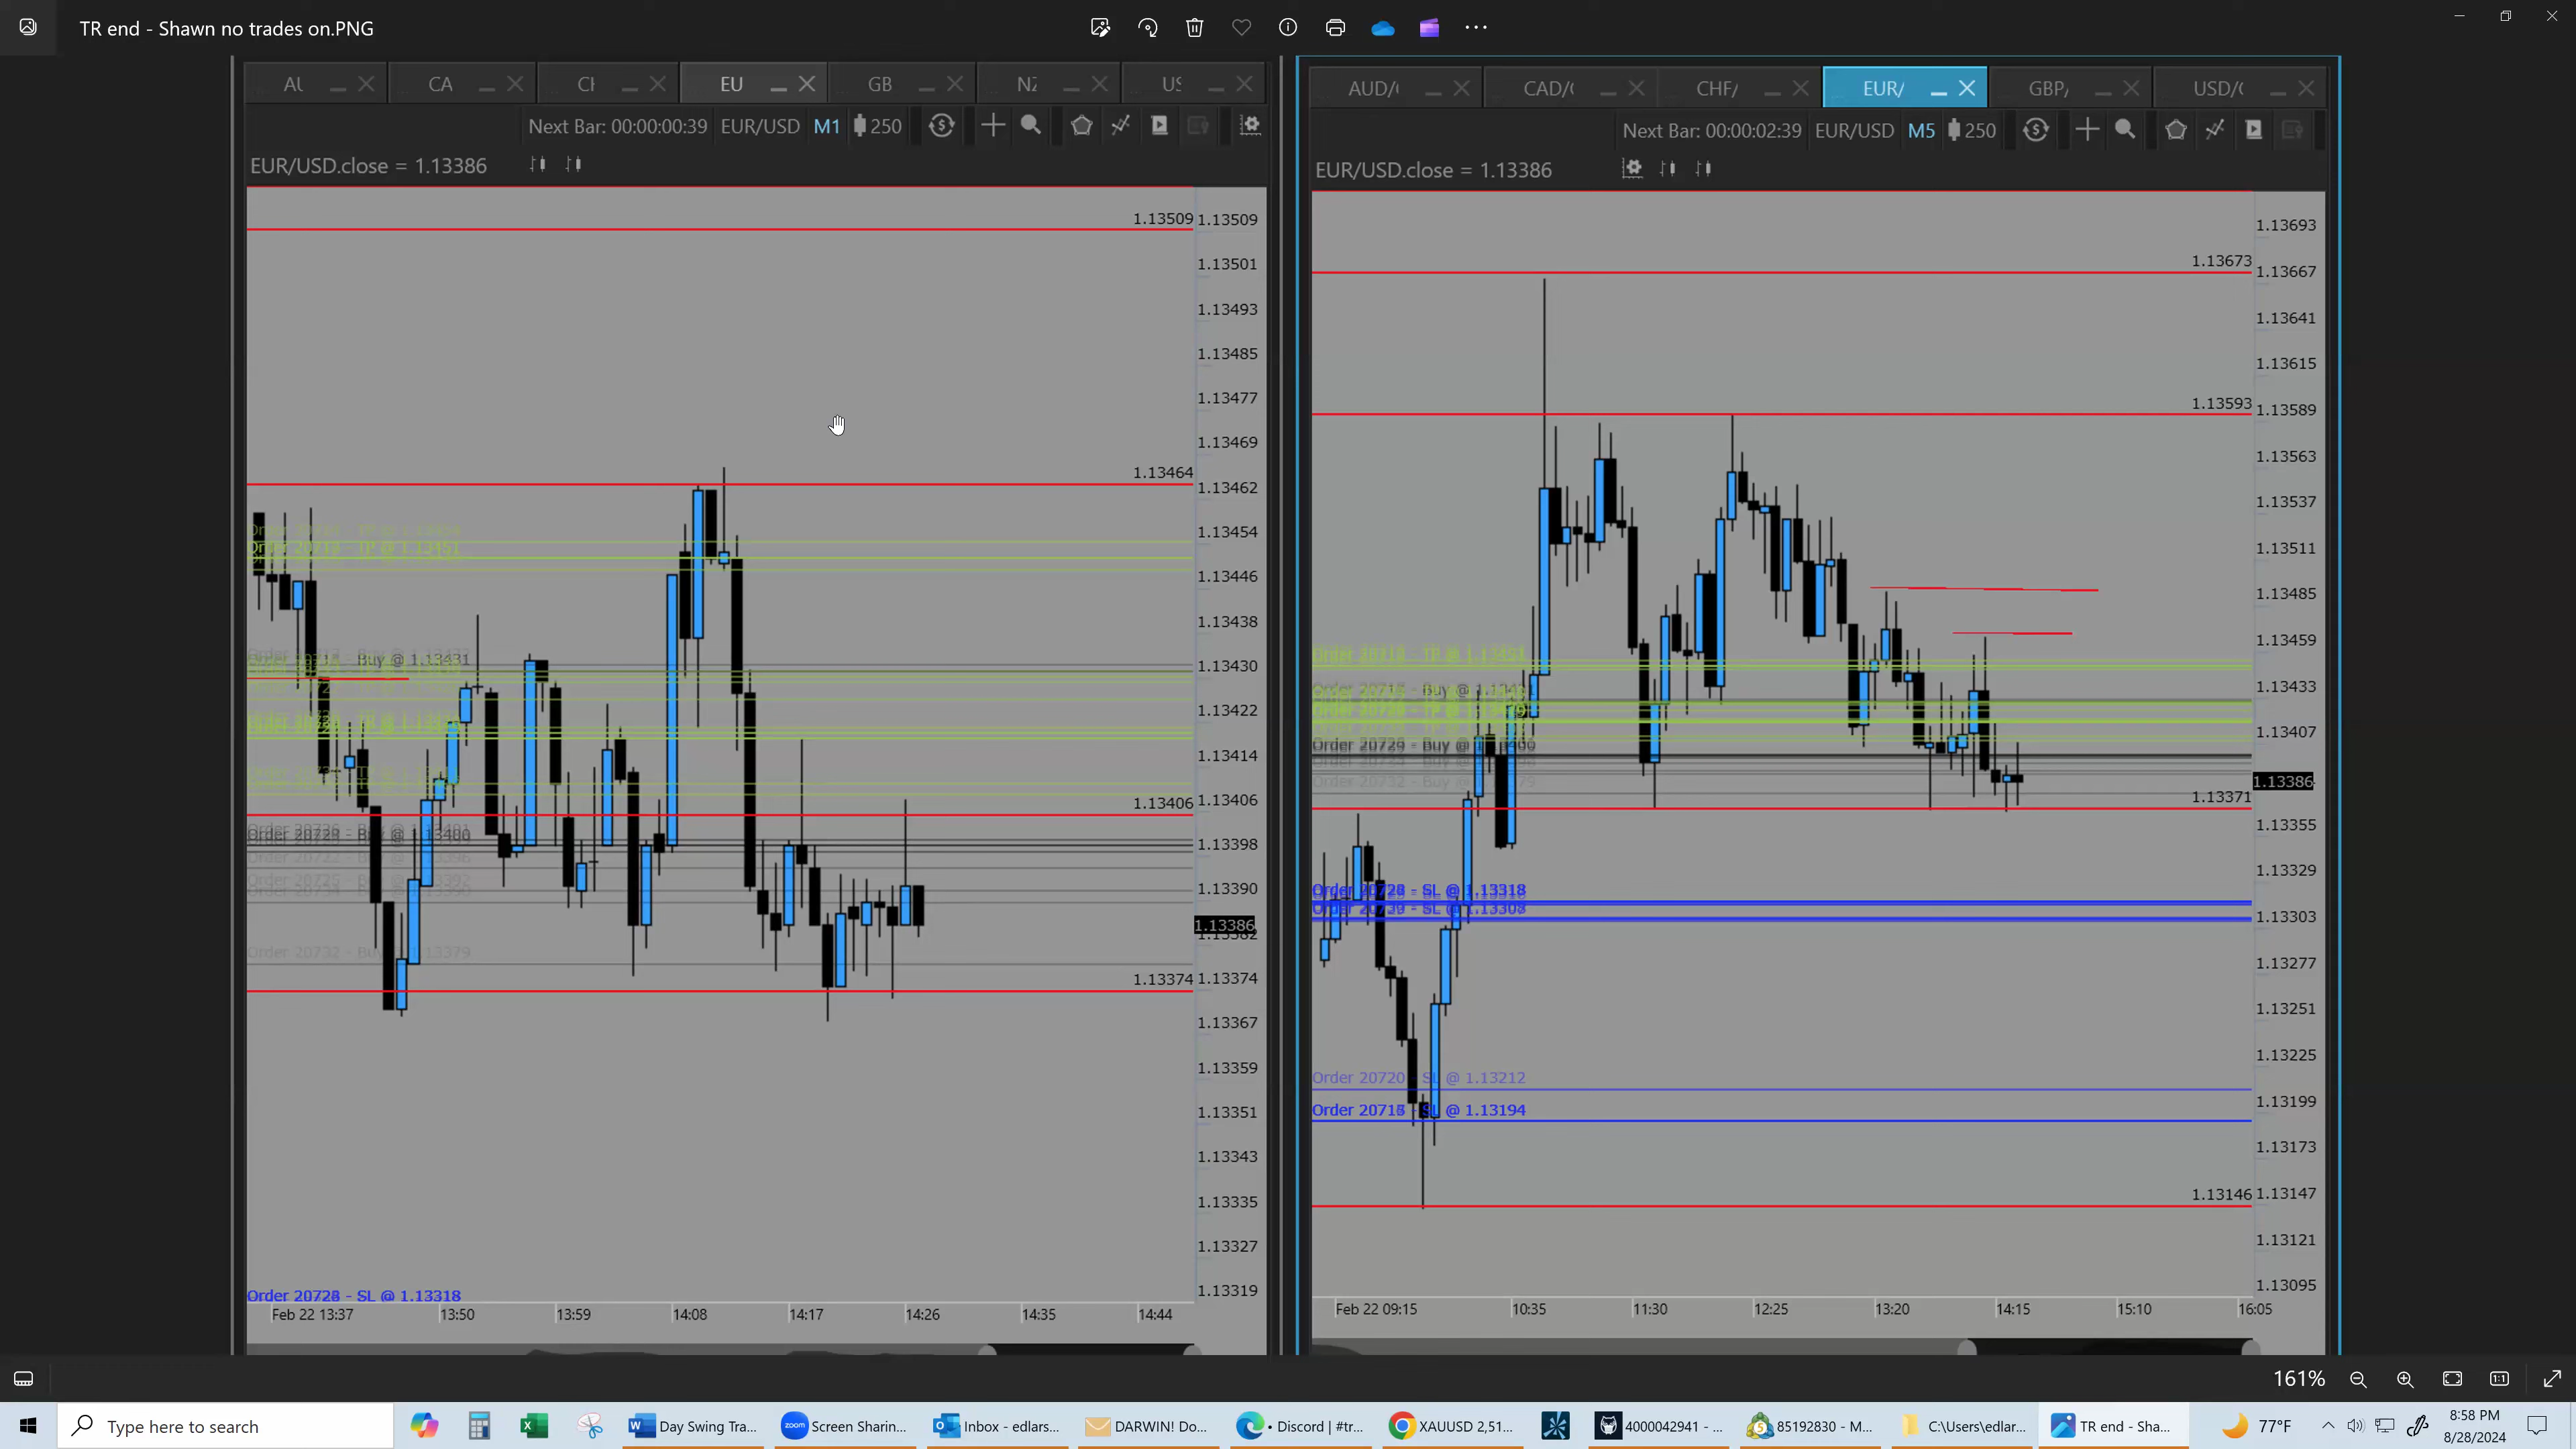 TR end - Shawn no trades on.PNG
AU CA CH EU GB NZ US
Next Bar: 00:00:00:39 EUR/USD M1 250
EUR/USD.close = 1.13386
1.13509 1.13509
1.13501
1.13493
1.13485
1.13477
1.13469
1.13464
1.13462
1.13454
1.13446
1.13438
Buy @ 1.13431
1.13430
1.13422
1.13414
1.13406
1.13406
1.13398
1.13390
1.13386
Order 20732 - Buy @ 1.13379
1.13374
1.13374
1.13367
1.13359
1.13351
1.13343
1.13335
1.13327
1.13319
SL @ 1.13318
Feb 22 13:37 13:50 13:59 14:08 14:17 14:26 14:35 14:44
AUD/ CAD/ CHF/ EUR/ GBP/ USD/
Next Bar: 00:00:02:39 EUR/USD M5 250
EUR/USD.close = 1.13386
1.13693
1.13673
1.13667
1.13641
1.13615
1.13593
1.13589
1.13563
1.13537
1.13511
1.13485
1.13459
1.13433
1.13407
1.13386
1.13371
1.13355
1.13329
SL @ 1.13318
1.13303
1.13277
1.13251
1.13225
Order 20720 - SL @ 1.13212
1.13199
SL @ 1.13194
1.13173
1.13146 1.13147
1.13121
1.13095
Feb 22 09:15 10:35 11:30 12:25 13:20 14:15 15:10 16:05
161%
Type here to search
Day Swing Tra...
Screen Sharin...
Inbox - edlars...
DARWIN! Do...
• Discord | #tr...
XAUUSD 2,51...
4000042941 - ...
85192830 - M...
C:\Users\edlar...
TR end - Sha...
77°F
8:58 PM
8/28/2024